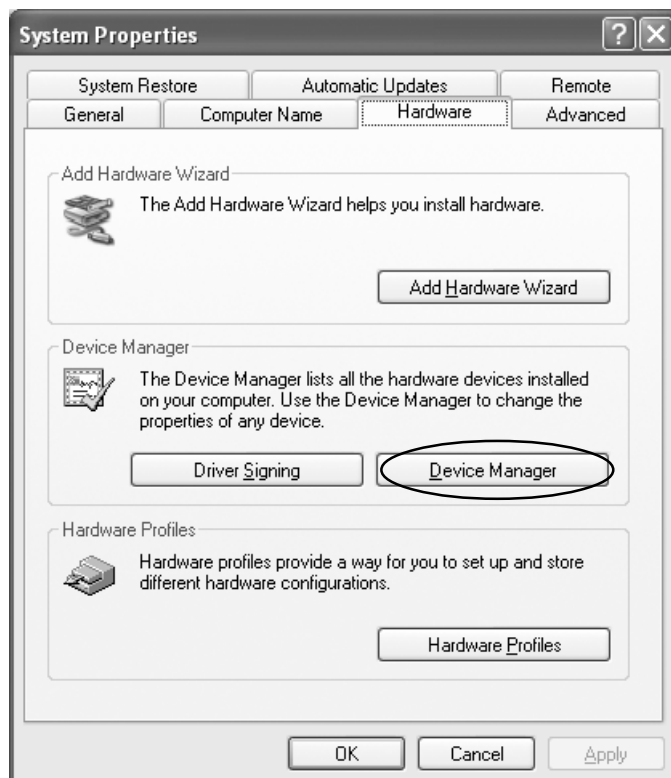 System Properties
System Restore Automatic Updates Remote
General Computer Name Hardware Advanced
Add Hardware Wizard
The Add Hardware Wizard helps you install hardware.
Add Hardware Wizard
Device Manager
The Device Manager lists all the hardware devices installed
on your computer. Use the Device Manager to change the
properties of any device.
Driver Signing Device Manager
Hardware Profiles
Hardware profiles provide a way for you to set up and store
different hardware configurations.
Hardware Profiles
OK Cancel Apply